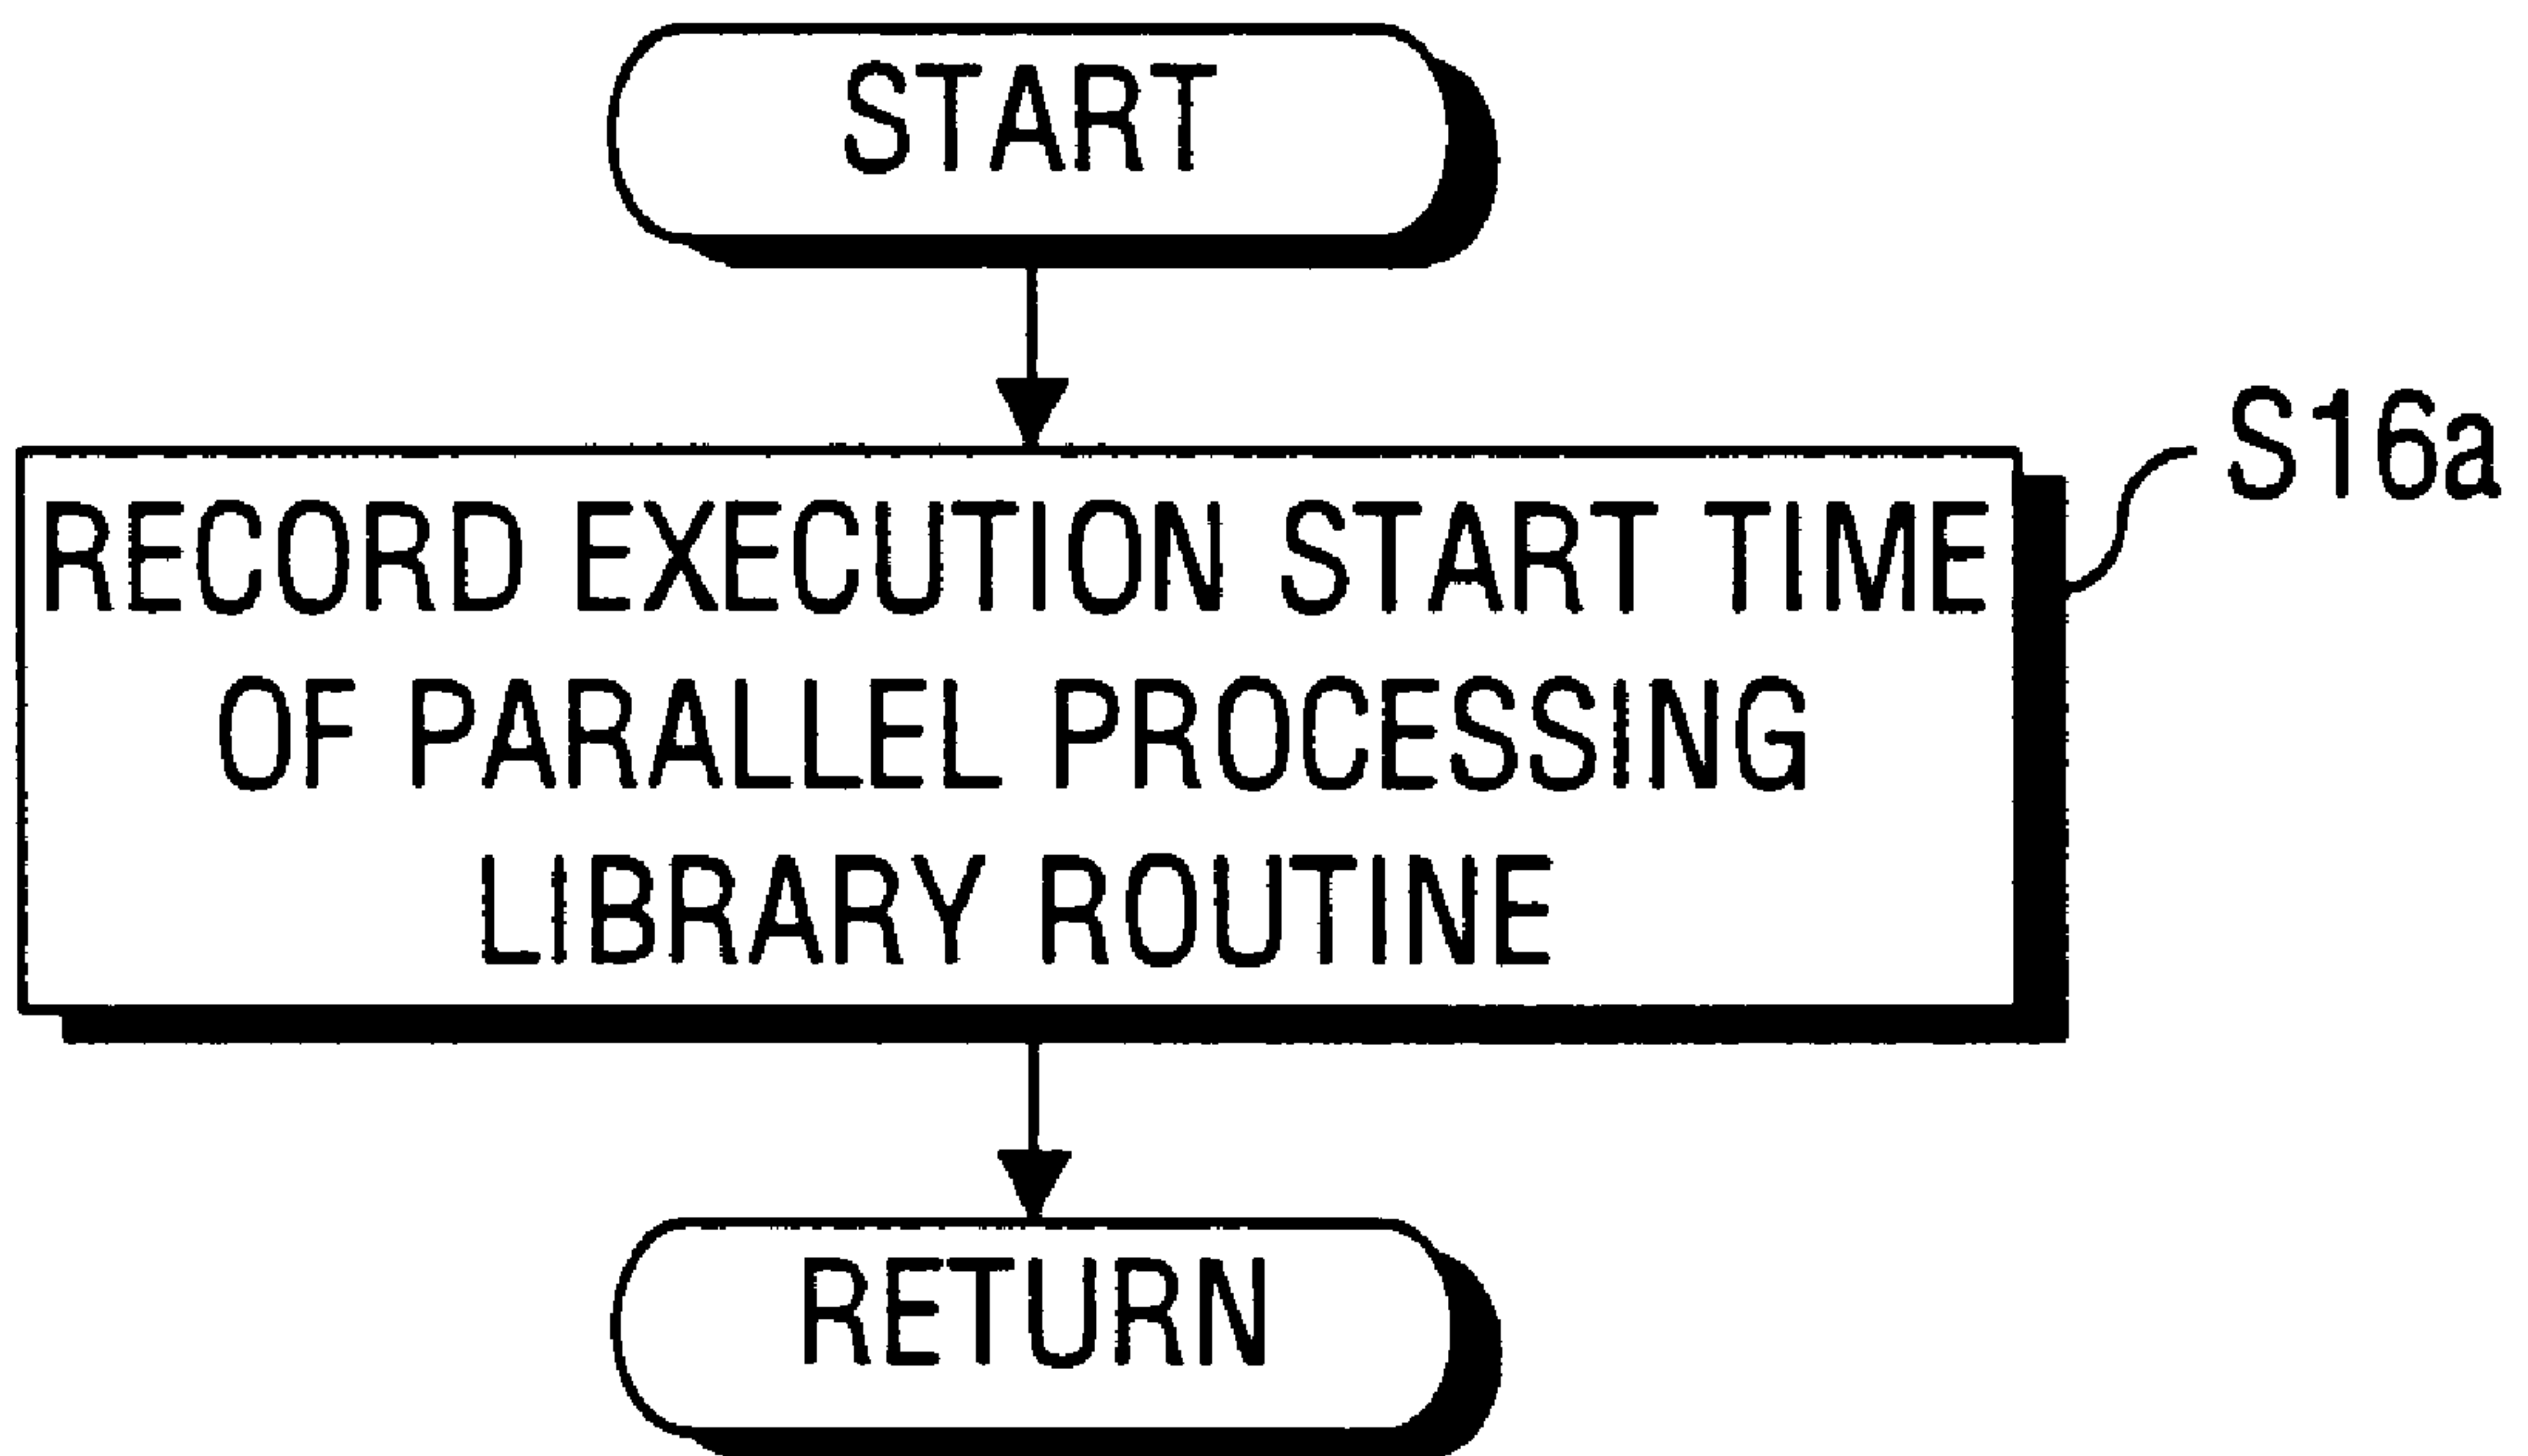 START
S16a
RECORD EXECUTION START TIME
OF PARALLEL PROCESSING
LIBRARY ROUTINE
RETURN